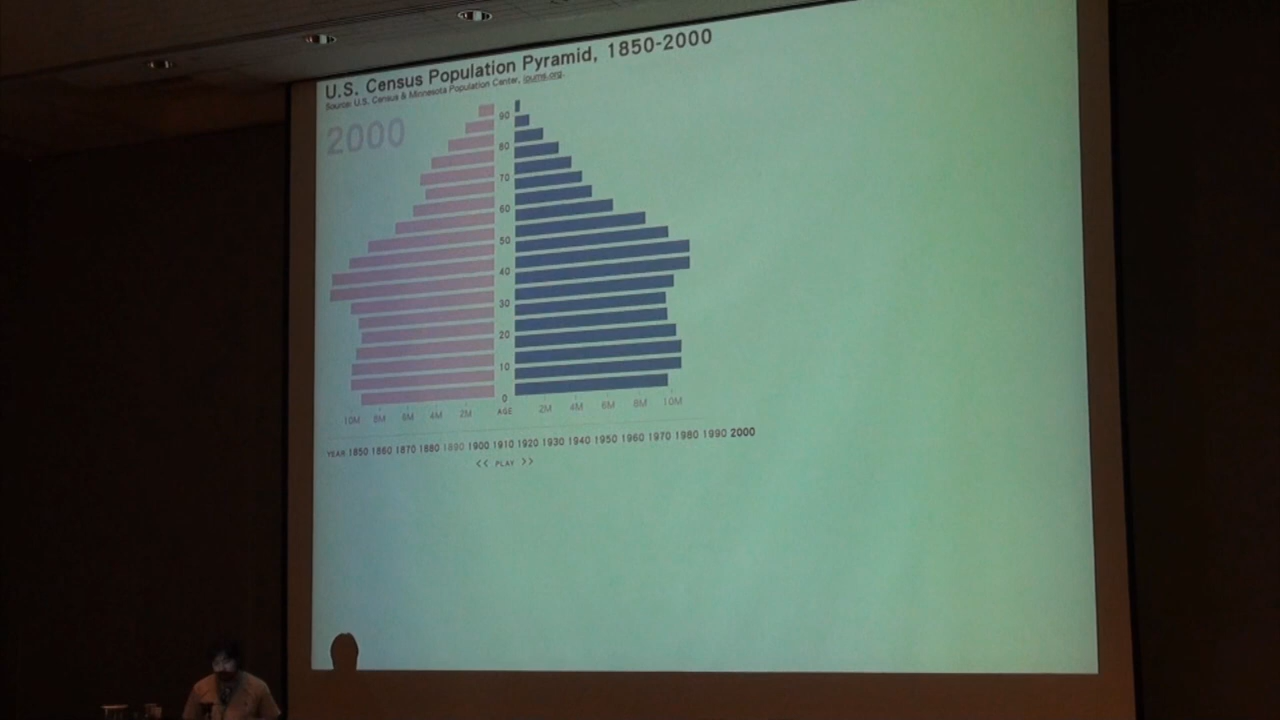 U.S. Census Population Pyramid, 1850-2000
Source: U.S. Census & Minnesota Population Center, ipums.org.
2000
90
80
70
60
50
40
30
20
10
0
10M 8M 6M 4M 2M AGE 2M 4M 6M 8M 10M
YEAR 1850 1860 1870 1880 1890 1900 1910 1920 1930 1940 1950 1960 1970 1980 1990 2000
<< PLAY >>